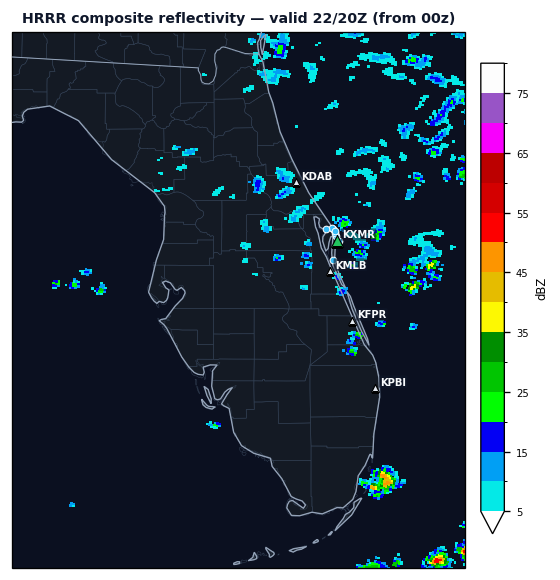 HRRR composite reflectivity — valid 22/20Z (from 00z)
75
KDAB
65
KXMR
55
KMLB
45
dBZ
KFPR
35
KPBI
25
15
5